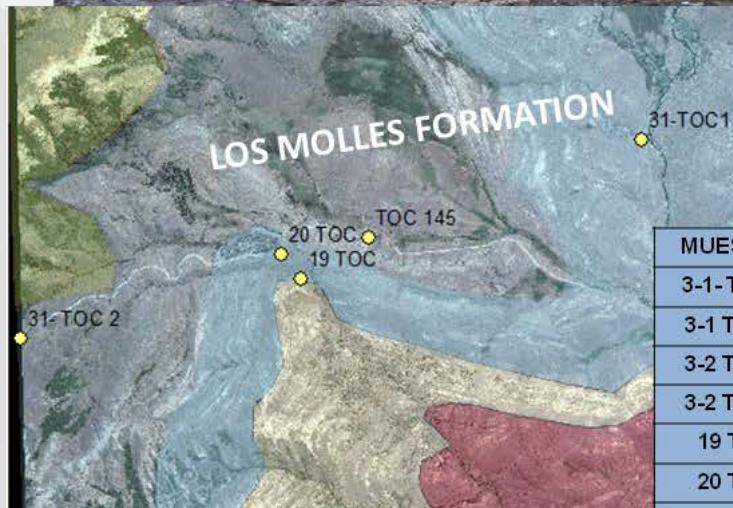 LOS MOLLES FORMATION
31-TOC1
TOC 145
20 TOC
19 TOC
31- TOC 2
3-1-
3-1
3-2
3-2
19
20